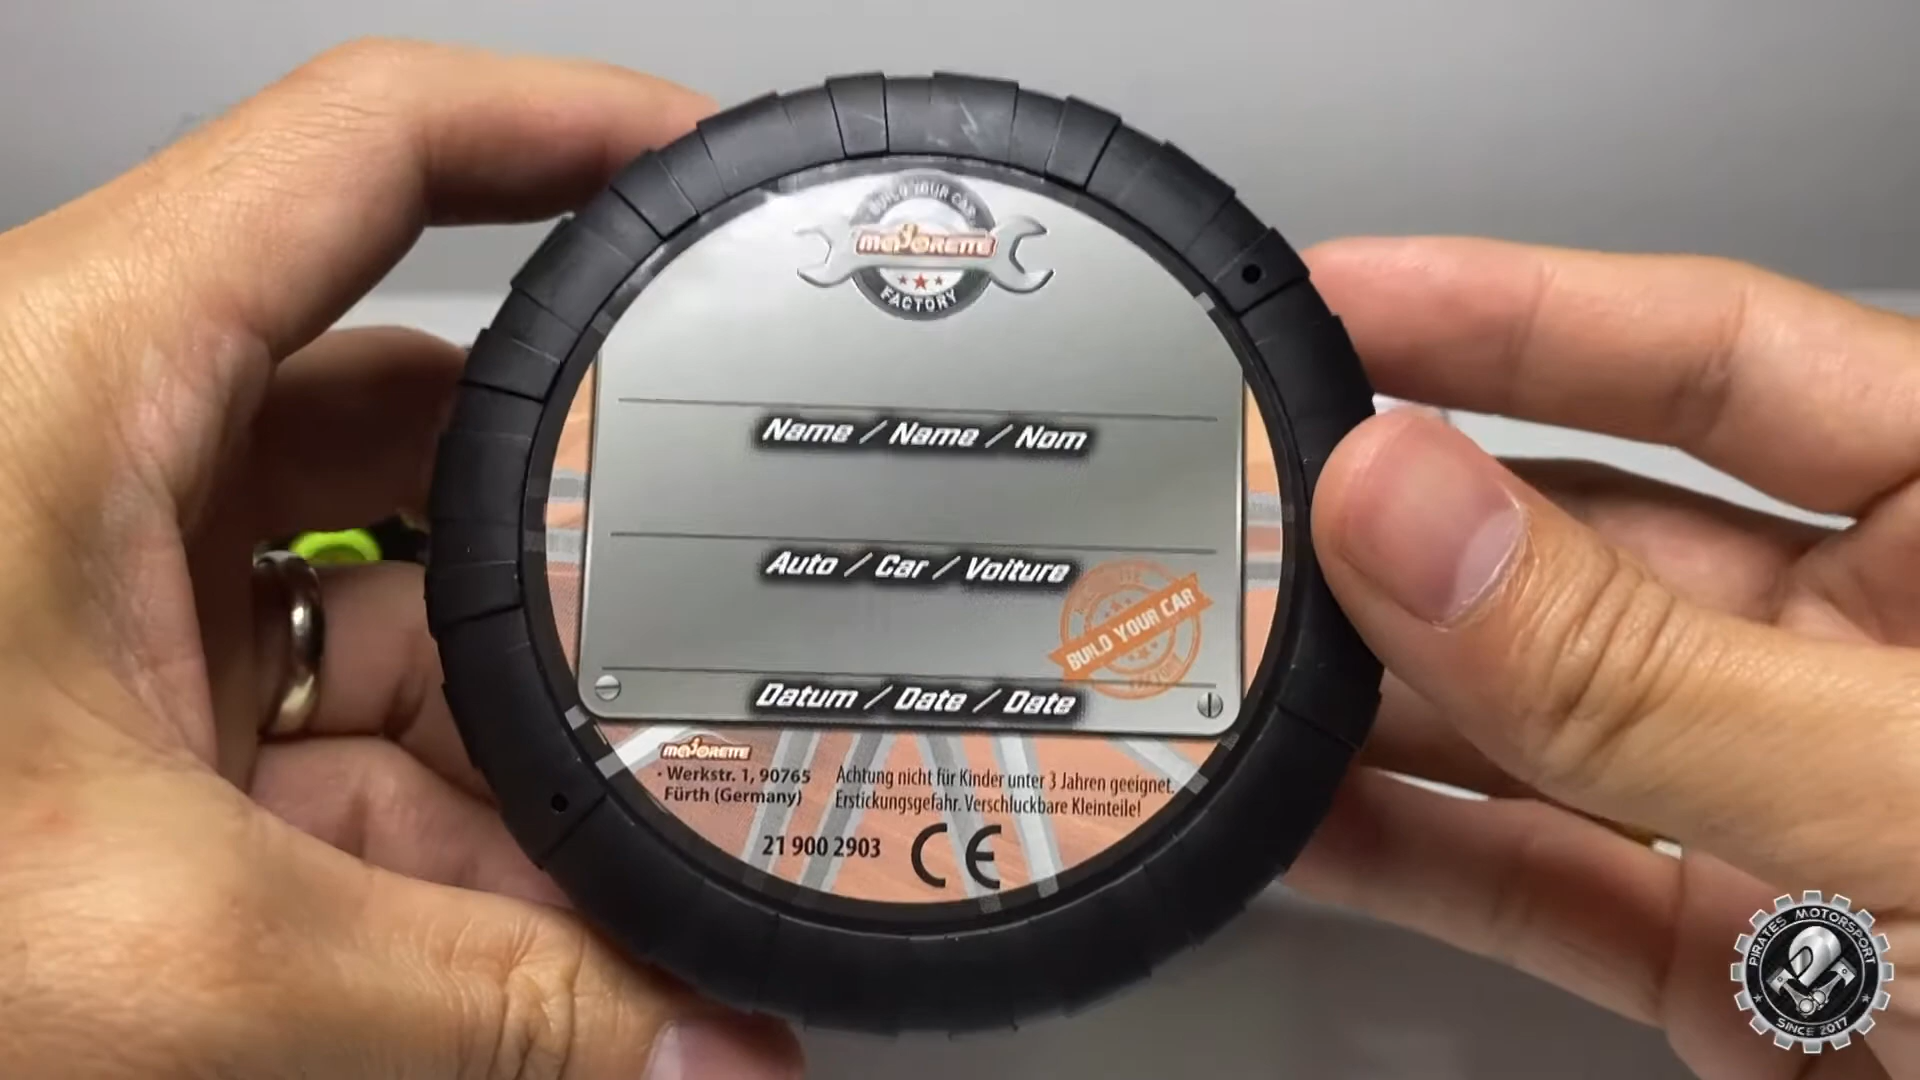 BUILD YOUR CAR
MAJORETTE
FACTORY
Name / Name / Nom
Auto / Car / Voiture
BUILD YOUR CAR
Datum / Date / Date
MAJORETTE
· Werkstr. 1, 90765
Fürth (Germany)
Achtung nicht für Kinder unter 3 Jahren geeignet.
Erstickungsgefahr. Verschluckbare Kleinteile!
21 900 2903
CE
PIRATES MOTORSPORT
SINCE 2017